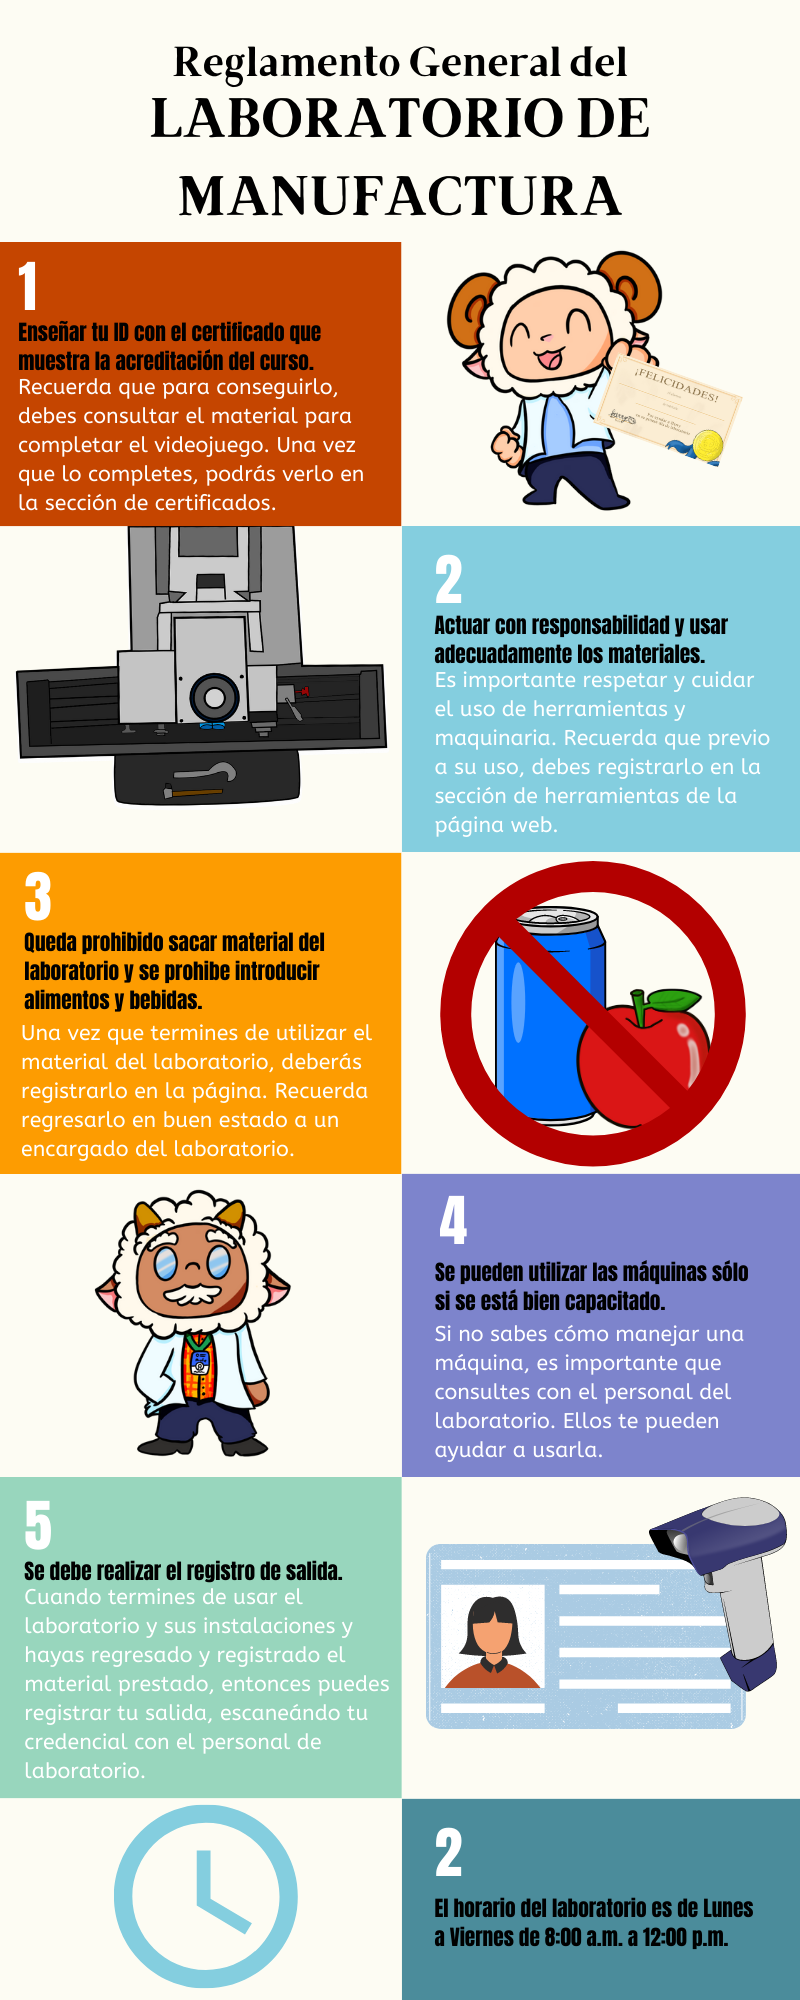 Reglamento General del
LABORATORIO DE
MANUFACTURA
1
Enseñar tu ID con el certificado que
muestra la acreditación del curso.
Recuerda que para conseguirlo,
debes consultar el material para
completar el videojuego. Una vez
que lo completes, podrás verlo en
la sección de certificados.
¡FELICIDADES!
2
Actuar con responsabilidad y usar
adecuadamente los materiales.
Es importante respetar y cuidar
el uso de herramientas y
maquinaria. Recuerda que previo
a su uso, debes registrarlo en la
sección de herramientas de la
página web.
3
Queda prohibido sacar material del
laboratorio y se prohibe introducir
alimentos y bebidas.
Una vez que termines de utilizar el
material del laboratorio, deberás
registrarlo en la página. Recuerda
regresarlo en buen estado a un
encargado del laboratorio.
4
Se pueden utilizar las máquinas sólo
si se está bien capacitado.
Si no sabes cómo manejar una
máquina, es importante que
consultes con el personal del
laboratorio. Ellos te pueden
ayudar a usarla.
5
Se debe realizar el registro de salida.
Cuando termines de usar el
laboratorio y sus instalaciones y
hayas regresado y registrado el
material prestado, entonces puedes
registrar tu salida, escaneándo tu
credencial con el personal de
laboratorio.
2
El horario del laboratorio es de Lunes
a Viernes de 8:00 a.m. a 12:00 p.m.